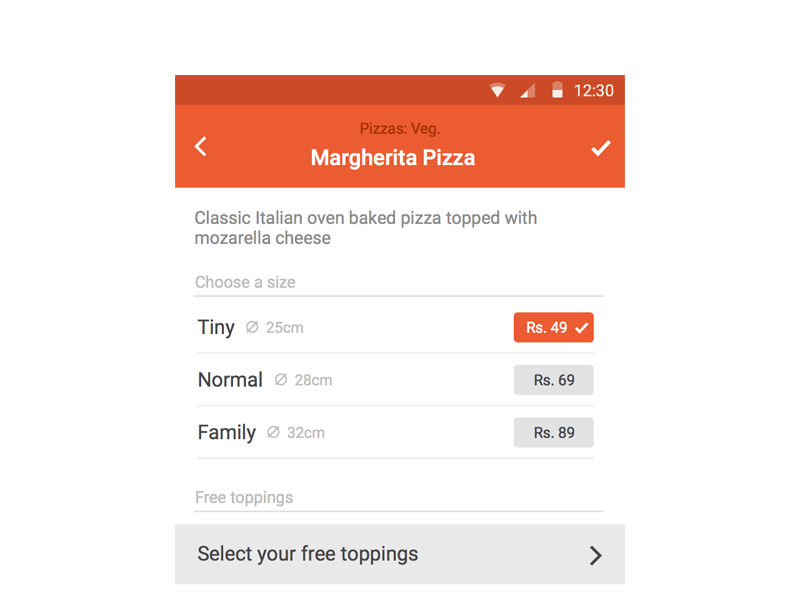 12:30
Pizzas: Veg.
Margherita Pizza
Classic Italian oven baked pizza topped with
mozarella cheese
Choose a size
Tiny ∅ 25cm Rs. 49
Normal ∅ 28cm Rs. 69
Family ∅ 32cm Rs. 89
Free toppings
Select your free toppings